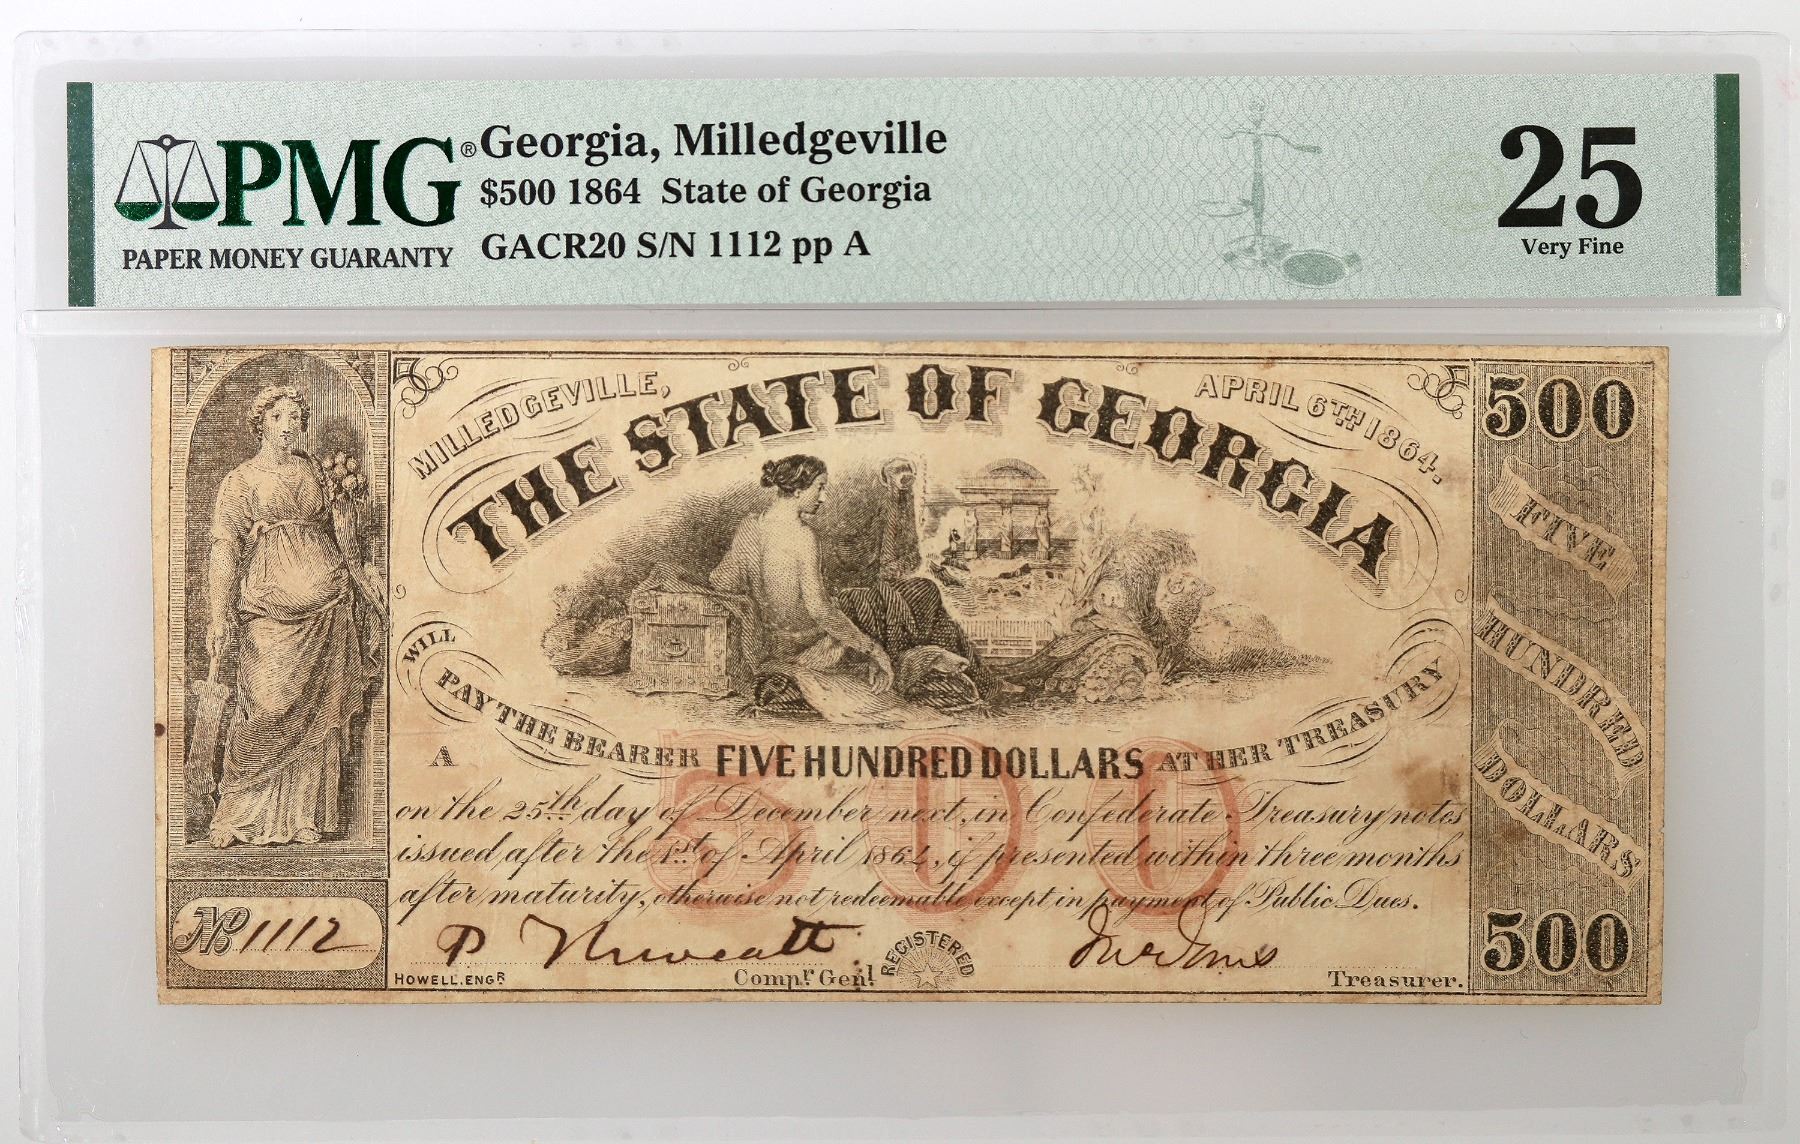 PMG®
PAPER MONEY GUARANTY
Georgia, Milledgeville
$500 1864 State of Georgia
GACR20 S/N 1112 pp A
25
Very Fine
MILLEDGEVILLE,
APRIL 6TH 1864.
THE STATE OF GEORGIA
WILL
PAY THE BEARER FIVE HUNDRED DOLLARS AT HER TREASURY
A
500
on the 25th day of December next, in Confederate Treasury notes
issued after the 1st of April 1864, if presented within three months
after maturity, otherwise not redeemable except in payment of Public Dues.
No 1112
HOWELL.ENGR
Compr. Genl.
REGISTERED
Treasurer.
500
FIVE
HUNDRED
DOLLARS
500